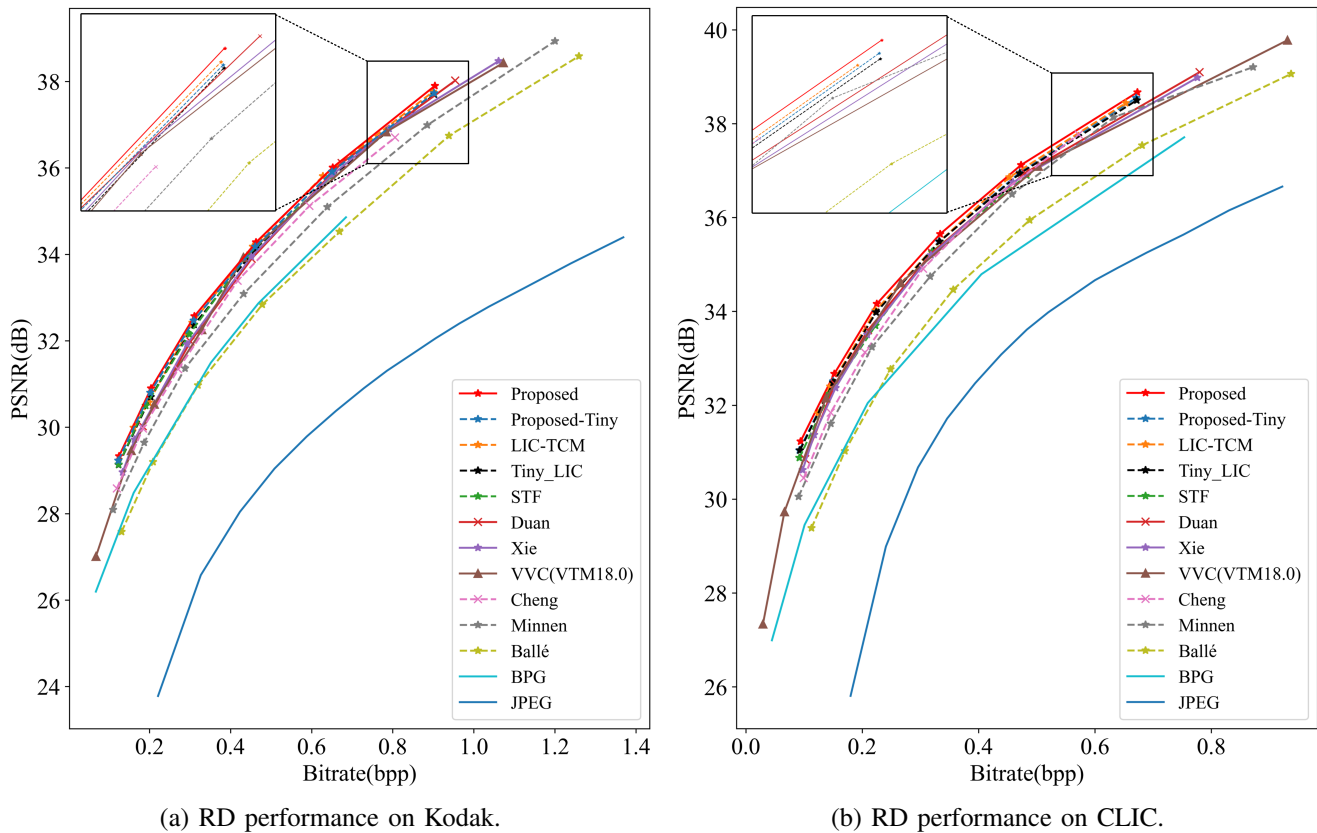 38
36
34
32
30
28
26
24
PSNR(dB)
0.2
0.4
0.6
0.8
1.0
1.2
1.4
Bitrate(bpp)
Proposed
Proposed-Tiny
LIC-TCM
Tiny_LIC
STF
Duan
Xie
VVC(VTM18.0)
Cheng
Minnen
Ballé
BPG
JPEG
(a) RD performance on Kodak.
40
38
36
34
32
30
28
26
PSNR(dB)
0.0
0.2
0.4
0.6
0.8
Bitrate(bpp)
Proposed
Proposed-Tiny
LIC-TCM
Tiny_LIC
STF
Duan
Xie
VVC(VTM18.0)
Cheng
Minnen
Ballé
BPG
JPEG
(b) RD performance on CLIC.